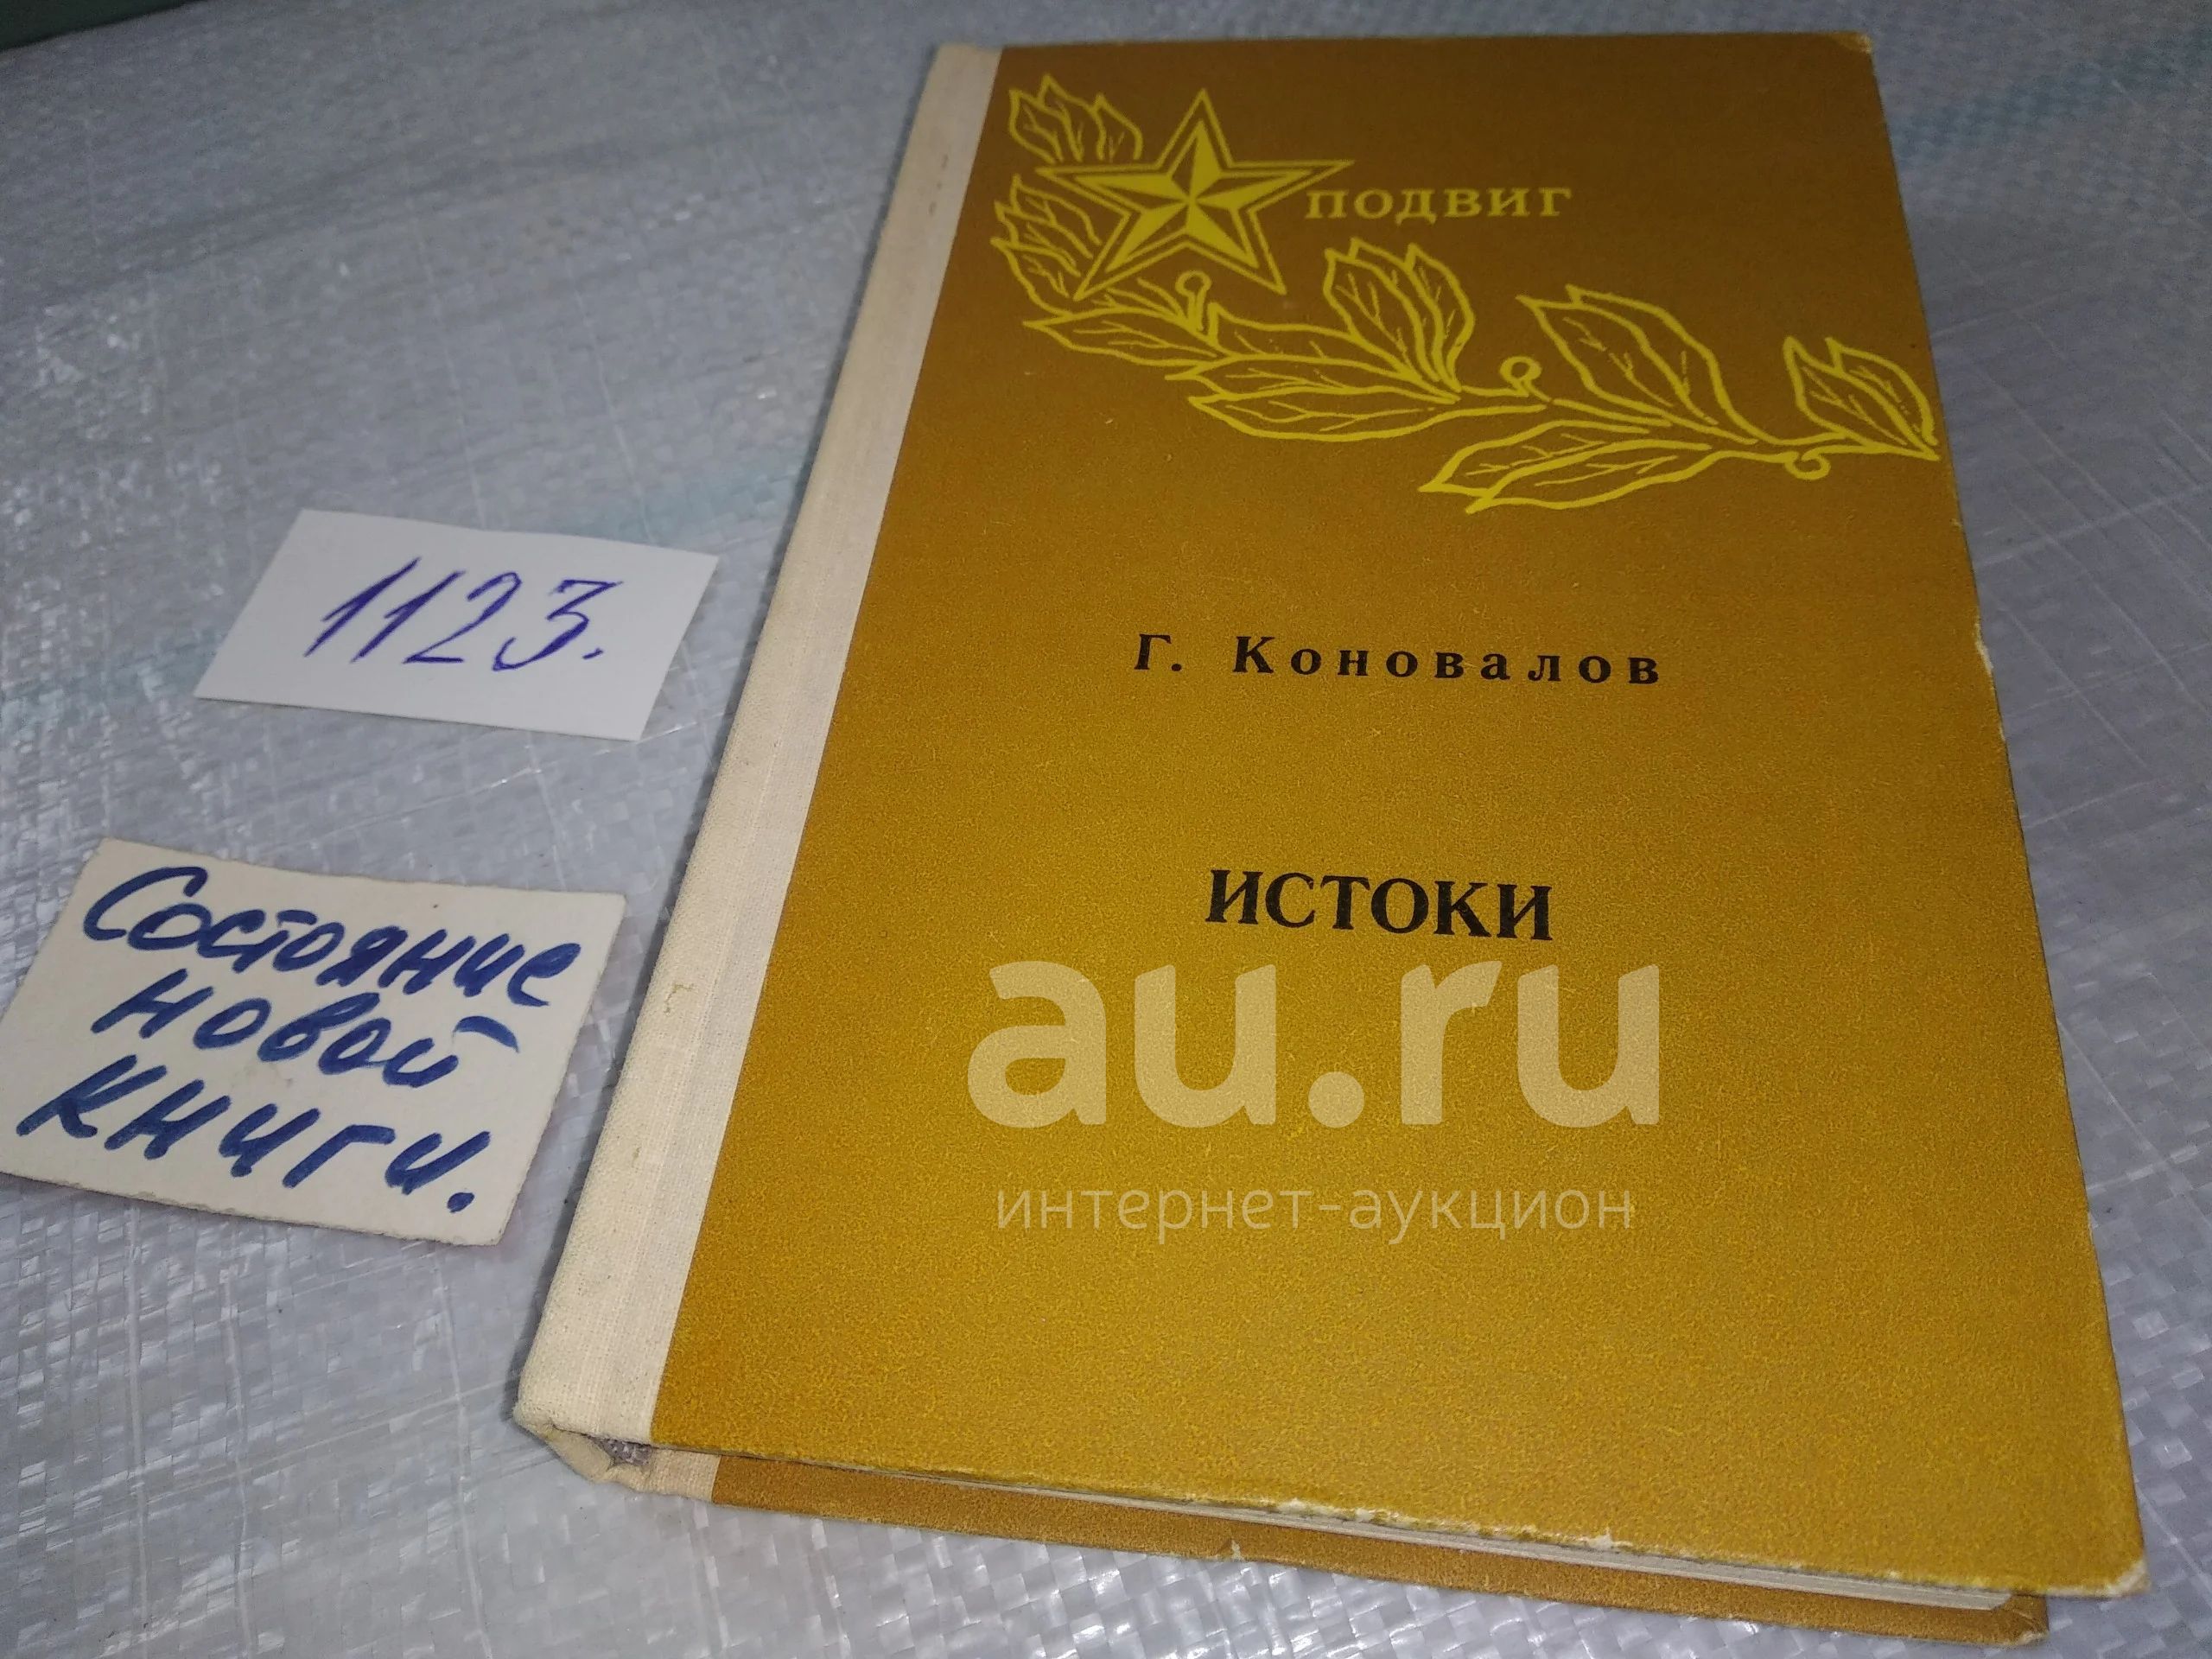 ПОДВИГ
Г. Коновалов
ИСТОКИ
au.ru
интернет-аукцион
1123.
Состояние
новой
книги.